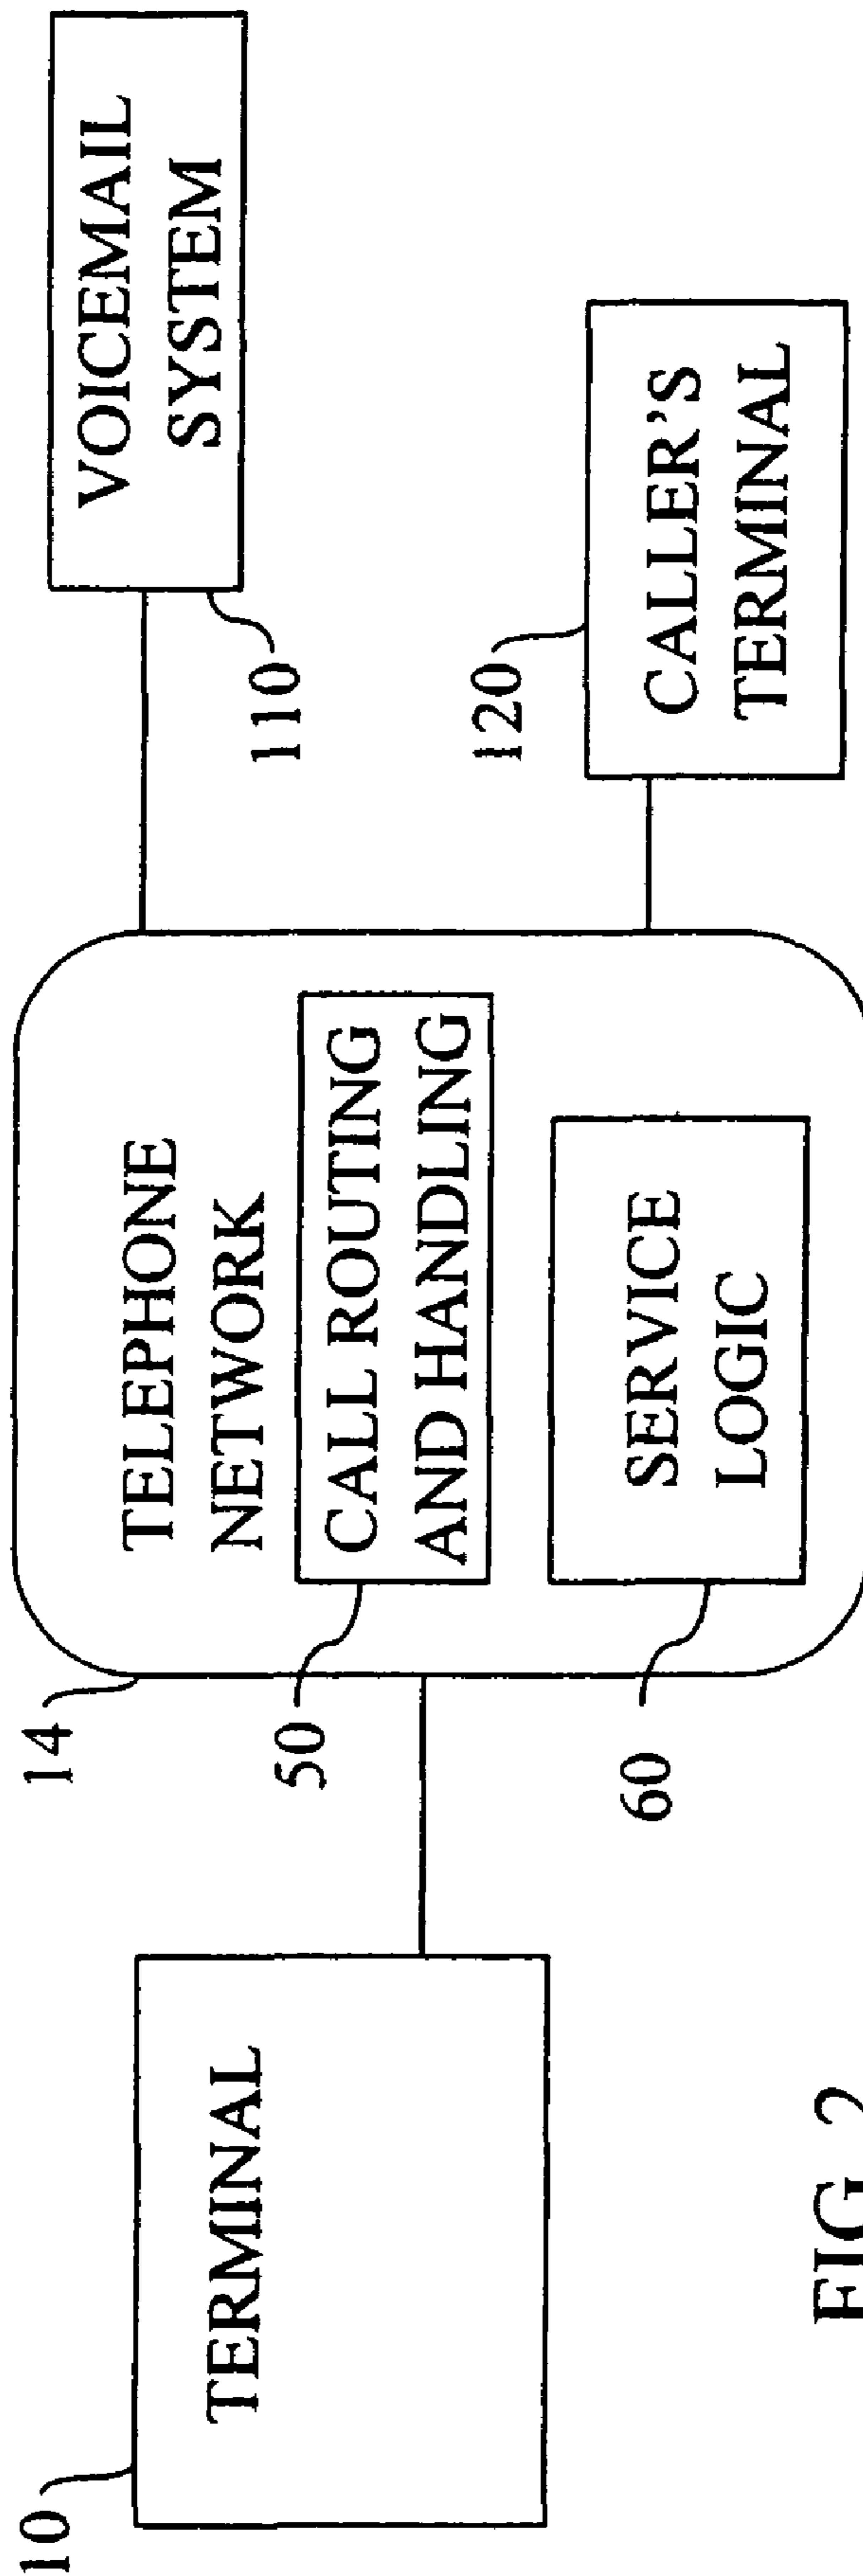 10
TERMINAL
14
TELEPHONE
NETWORK
50
CALL ROUTING
AND HANDLING
60
SERVICE
LOGIC
VOICEMAIL
SYSTEM
110
120
CALLER'S
TERMINAL
FIG. 2